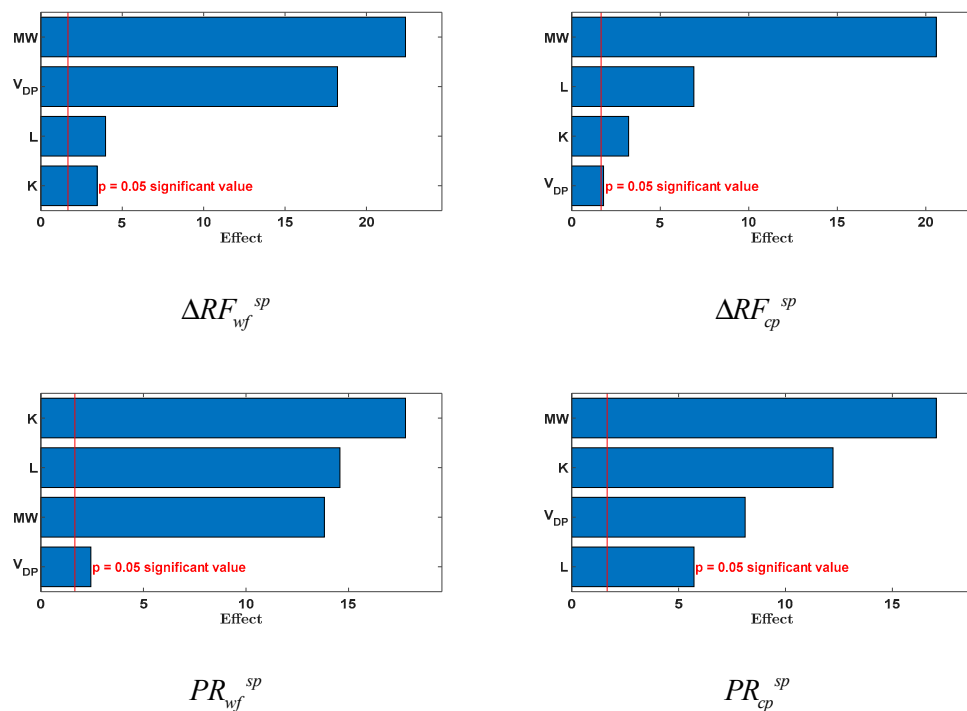 MW
V_DP
L
K
p = 0.05 significant value
0 5 10 15 20
Effect
ΔRF_wf^sp
MW
L
K
V_DP
p = 0.05 significant value
0 5 10 15 20
Effect
ΔRF_cp^sp
K
L
MW
V_DP
p = 0.05 significant value
0 5 10 15
Effect
PR_wf^sp
MW
K
V_DP
L
p = 0.05 significant value
0 5 10 15
Effect
PR_cp^sp